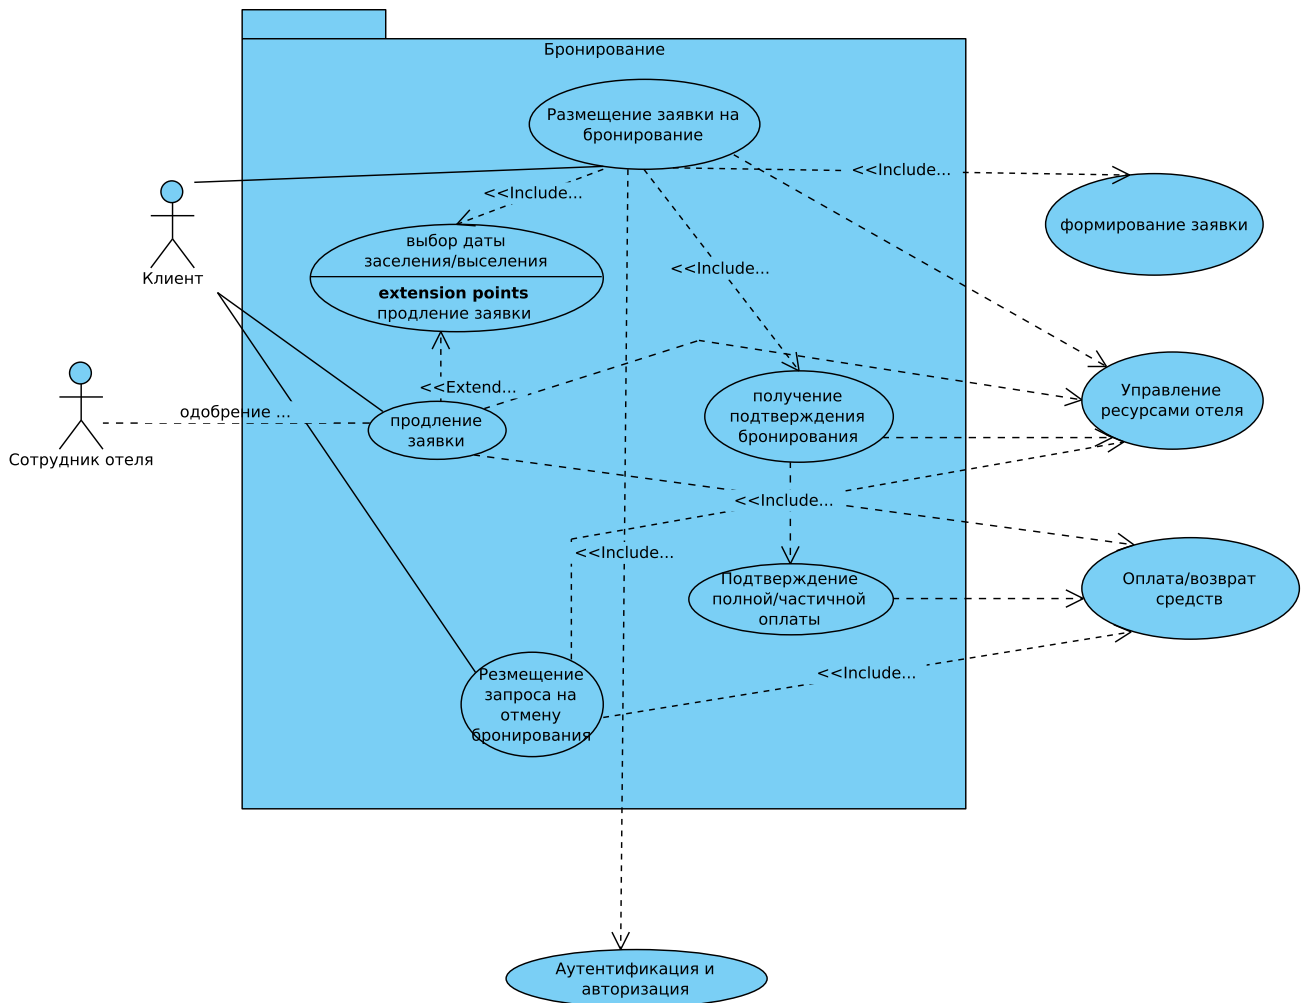 Бронирование
Размещение заявки на
бронирование
<<Include...
<<Include...
формирование заявки
выбор даты
заселения/выселения
extension points
продление заявки
<<Include...
Клиент
<<Extend...
Управление
ресурсами отеля
получение
подтверждения
бронирования
одобрение ...
продление
заявки
Сотрудник отеля
<<Include...
<<Include...
Подтверждение
полной/частичной
оплаты
Оплата/возврат
средств
Резмещение
запроса на
отмену
бронирования
<<Include...
Аутентификация и
авторизация